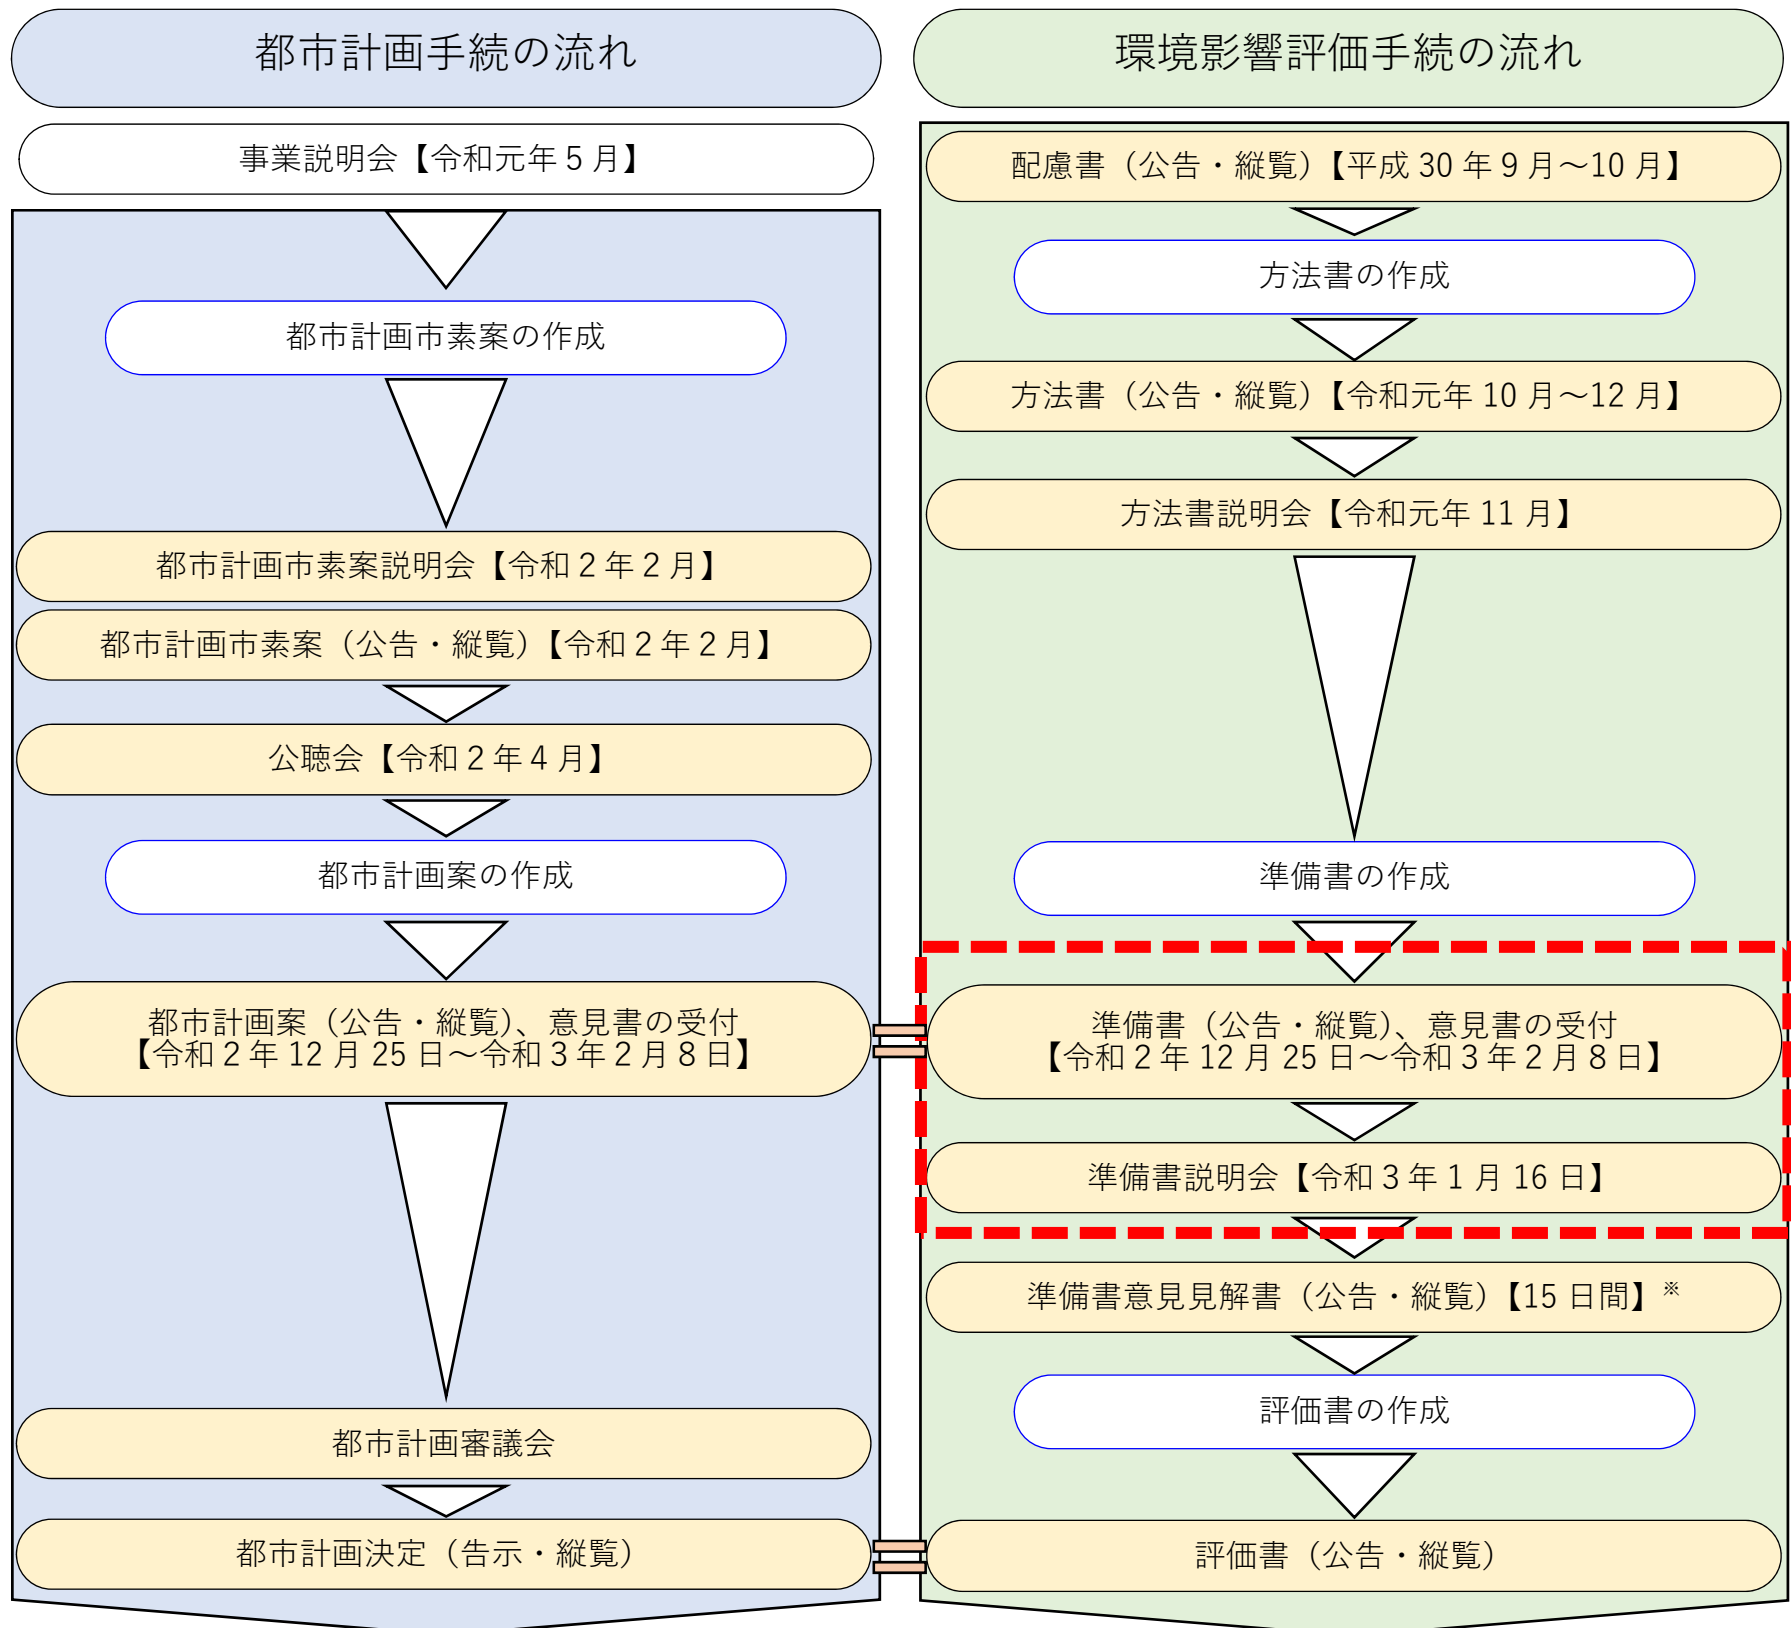 都市計画手続の流れ
事業説明会【令和元年5月】
都市計画市素案の作成
都市計画市素案説明会【令和2年2月】
都市計画市素案（公告・縦覧）【令和2年2月】
公聴会【令和2年4月】
都市計画案の作成
都市計画案（公告・縦覧）、意見書の受付
【令和2年 12 月 25 日～令和3年2月8日】
都市計画審議会
都市計画決定（告示・縦覧）
環境影響評価手続の流れ
配慮書（公告・縦覧）【平成 30 年9月～10 月】
方法書の作成
方法書（公告・縦覧）【令和元年 10 月～12 月】
方法書説明会【令和元年 11 月】
準備書の作成
準備書（公告・縦覧）、意見書の受付
【令和2年 12 月 25 日～令和3年2月8日】
準備書説明会【令和3年1月 16 日】
準備書意見見解書（公告・縦覧）【15 日間】※
評価書の作成
評価書（公告・縦覧）